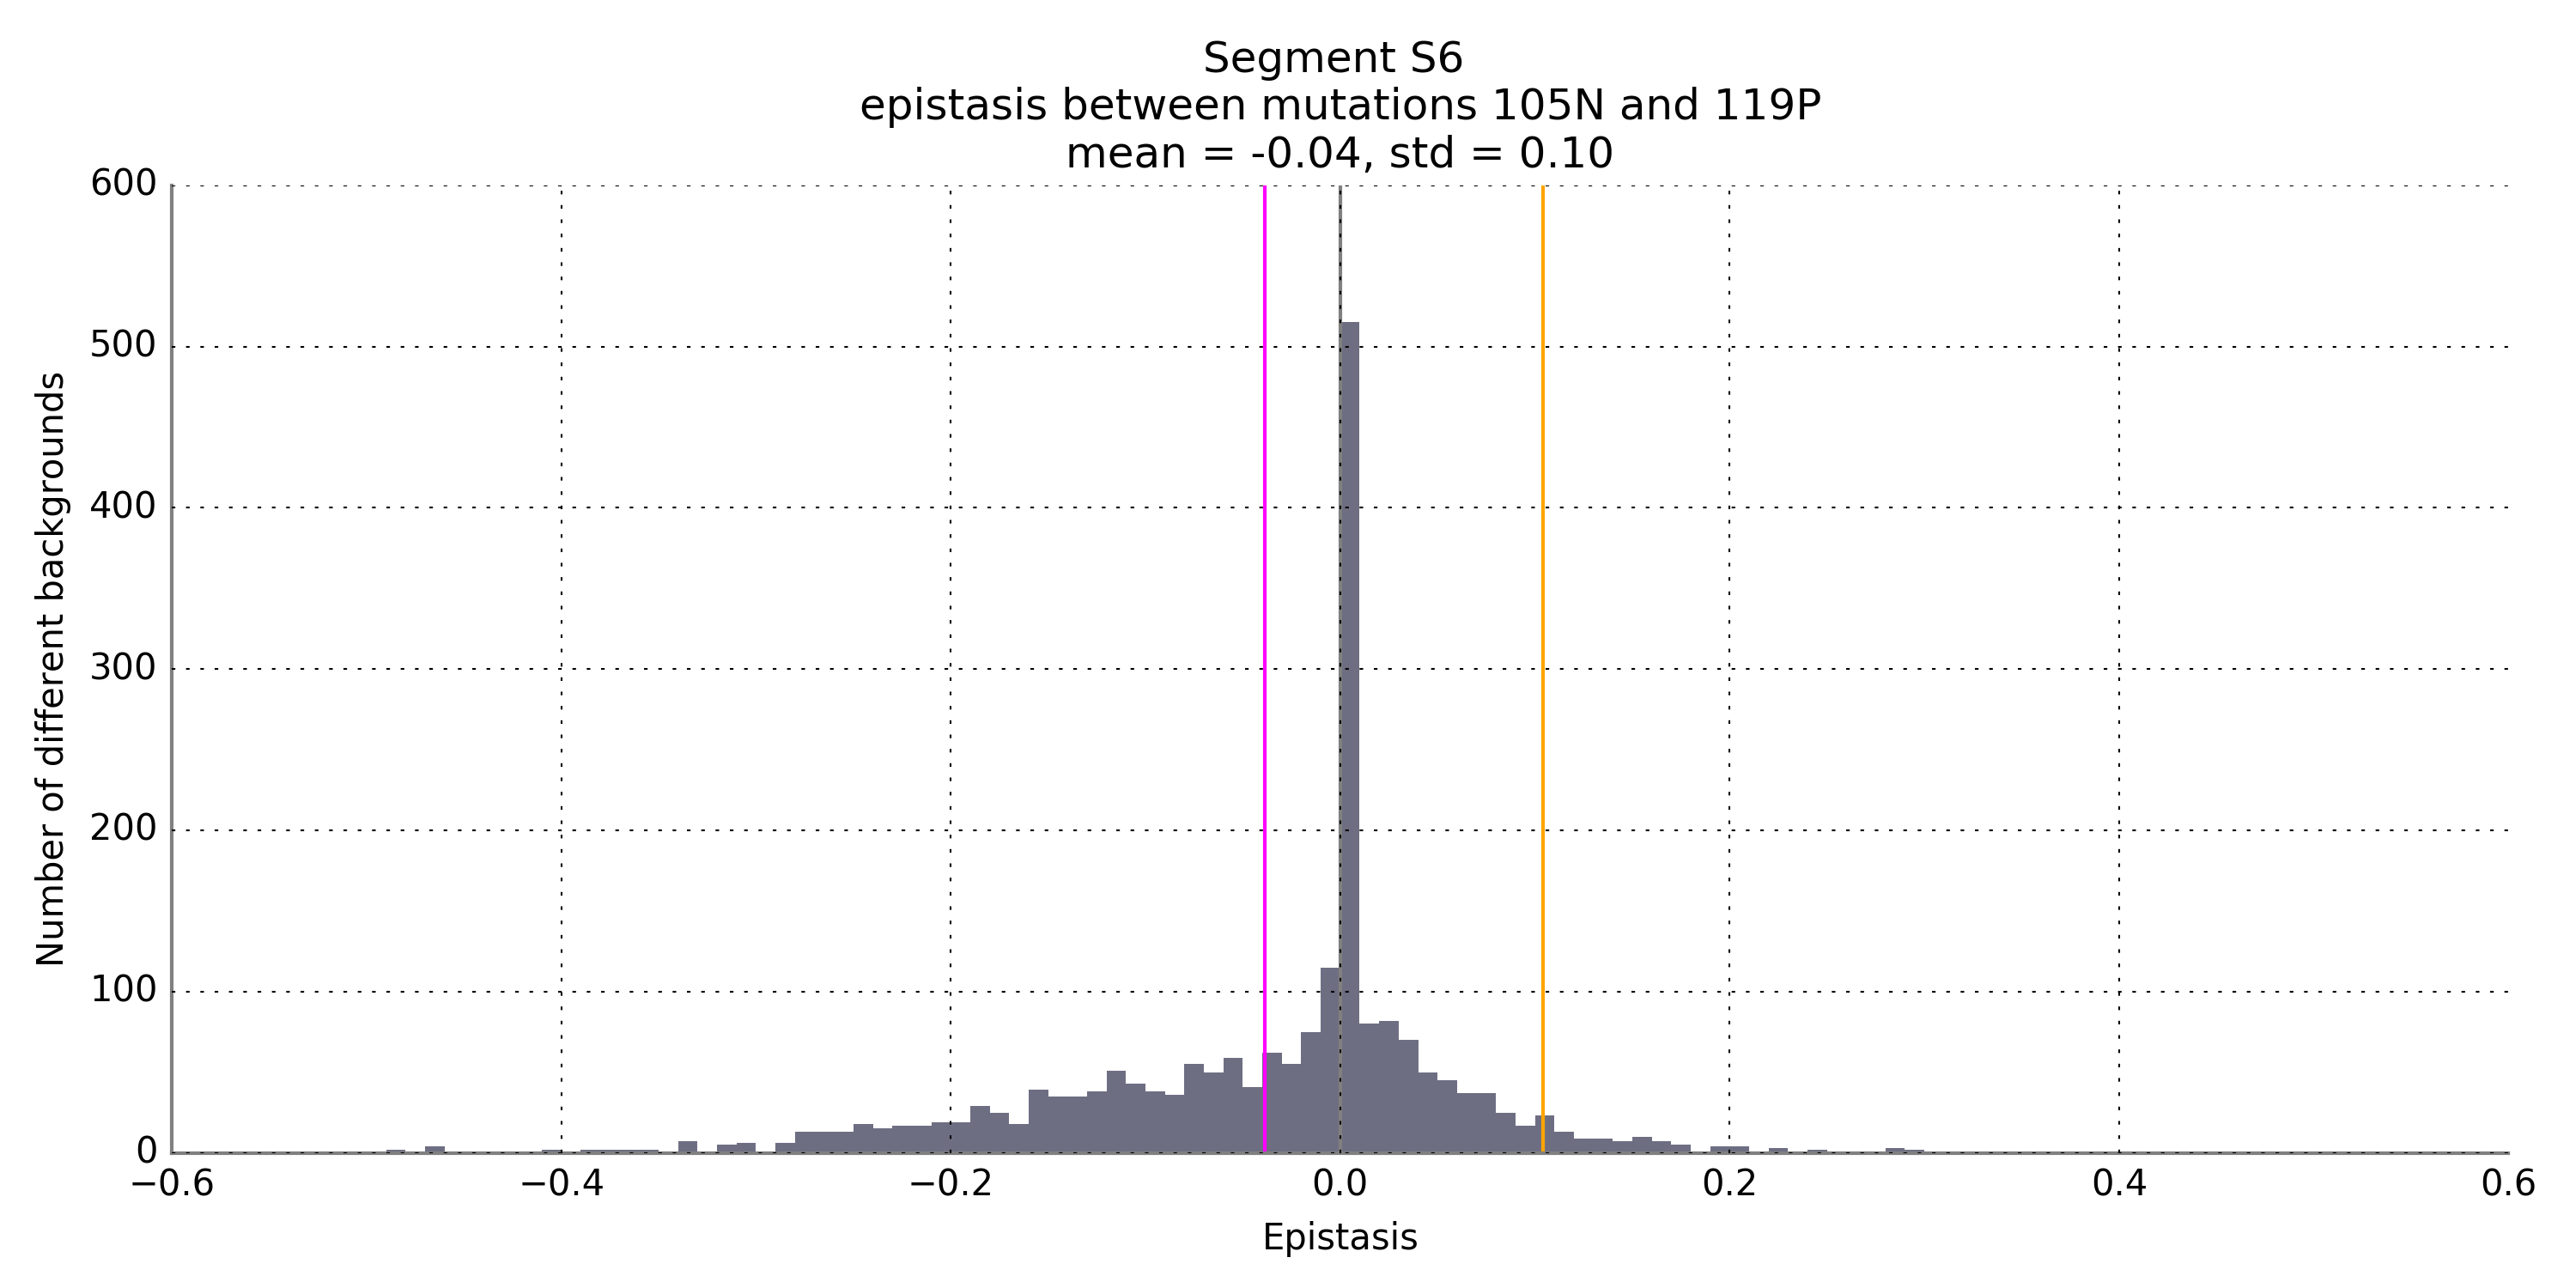 Segment S6
epistasis between mutations 105N and 119P
mean = -0.04, std = 0.10
600
500
400
300
200
100
0
Number of different backgrounds
−0.6 −0.4 −0.2 0.0 0.2 0.4 0.6
Epistasis